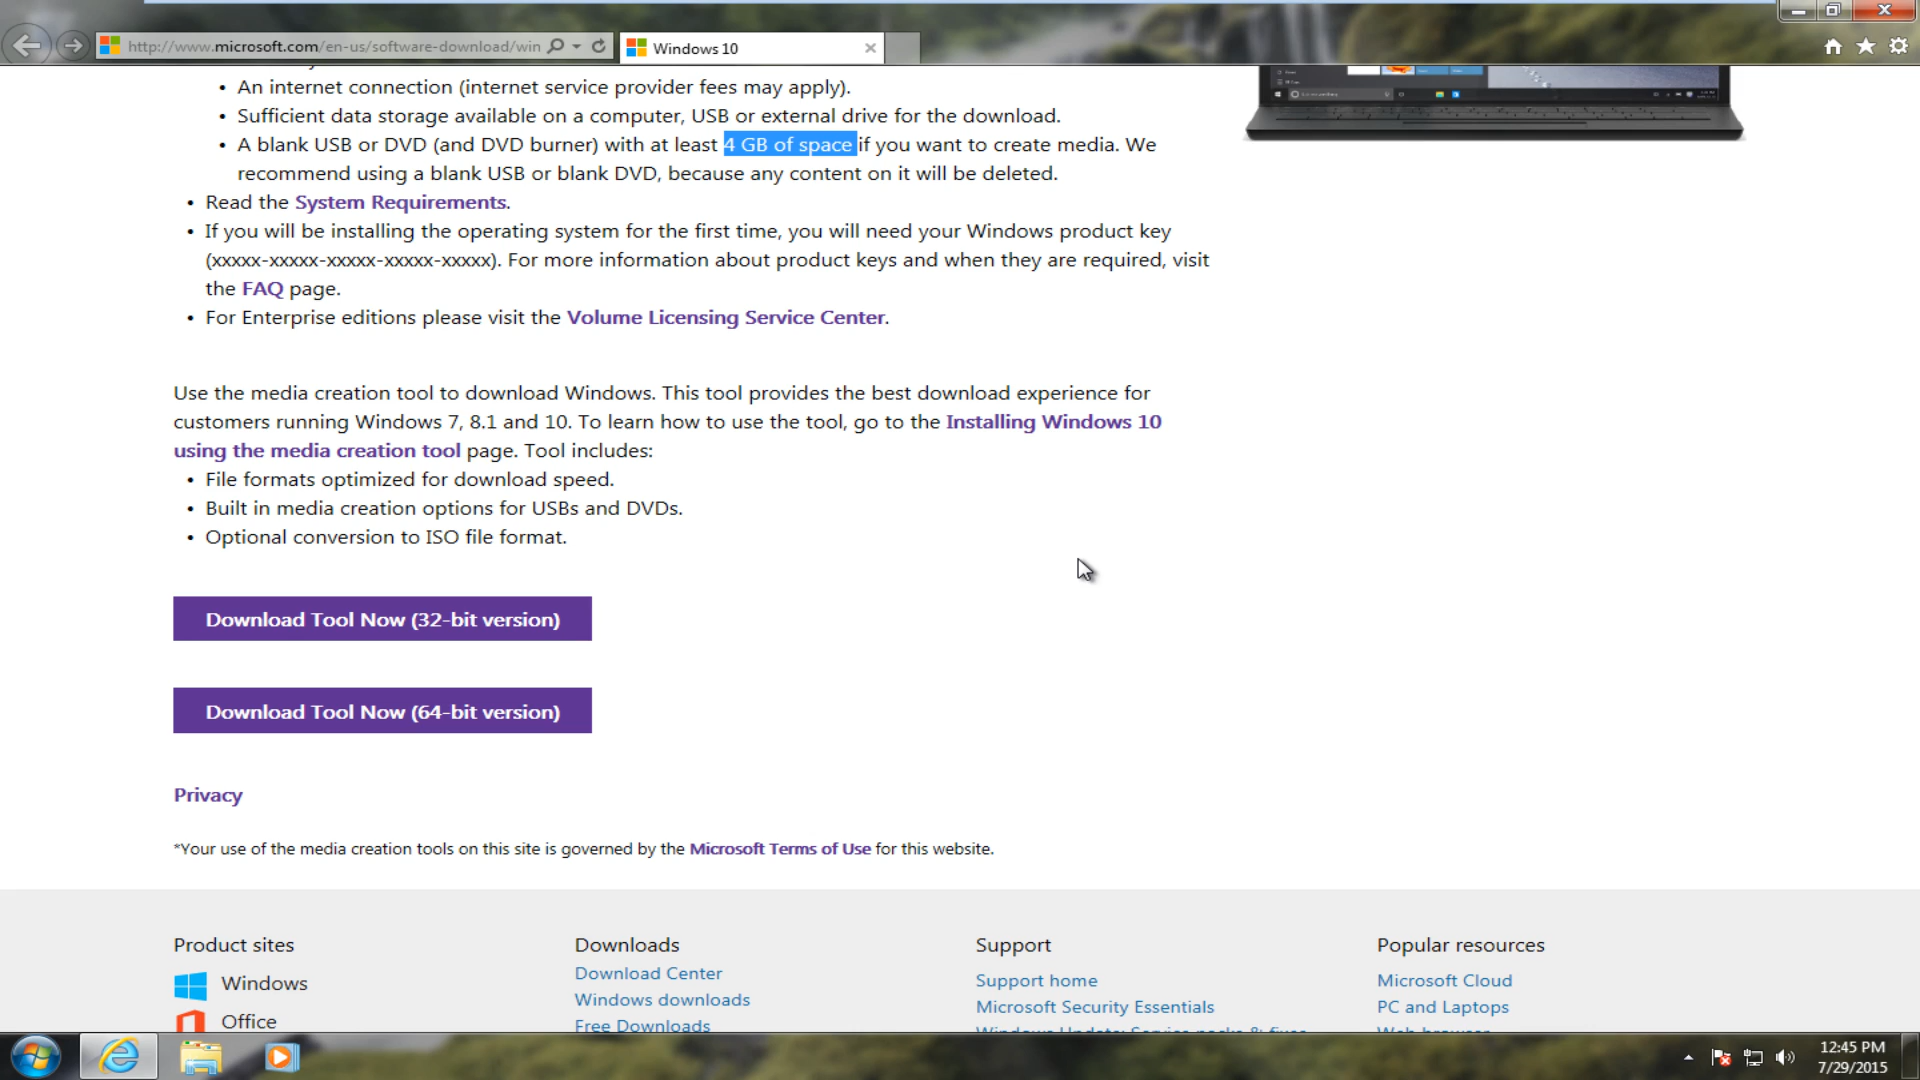 http://www.microsoft.com/en-us/software-download/win
Windows 10
An internet connection (internet service provider fees may apply).
• Sufficient data storage available on a computer, USB or external drive for the download.
• A blank USB or DVD (and DVD burner) with at least 4 GB of space if you want to create media. We
recommend using a blank USB or blank DVD, because any content on it will be deleted.
• Read the System Requirements.
• If you will be installing the operating system for the first time, you will need your Windows product key
(xxxxx-xxxxx-xxxxx-xxxxx-xxxxx). For more information about product keys and when they are required, visit
the FAQ page.
• For Enterprise editions please visit the Volume Licensing Service Center.
Use the media creation tool to download Windows. This tool provides the best download experience for
customers running Windows 7, 8.1 and 10. To learn how to use the tool, go to the Installing Windows 10
using the media creation tool page. Tool includes:
• File formats optimized for download speed.
• Built in media creation options for USBs and DVDs.
• Optional conversion to ISO file format.
Download Tool Now (32-bit version)
Download Tool Now (64-bit version)
Privacy
*Your use of the media creation tools on this site is governed by the Microsoft Terms of Use for this website.
Product sites
Windows
Office
Downloads
Download Center
Windows downloads
Free Downloads
Support
Support home
Microsoft Security Essentials
Windows Update: Service packs & fixes
Popular resources
Microsoft Cloud
PC and Laptops
Web browser
12:45 PM
7/29/2015